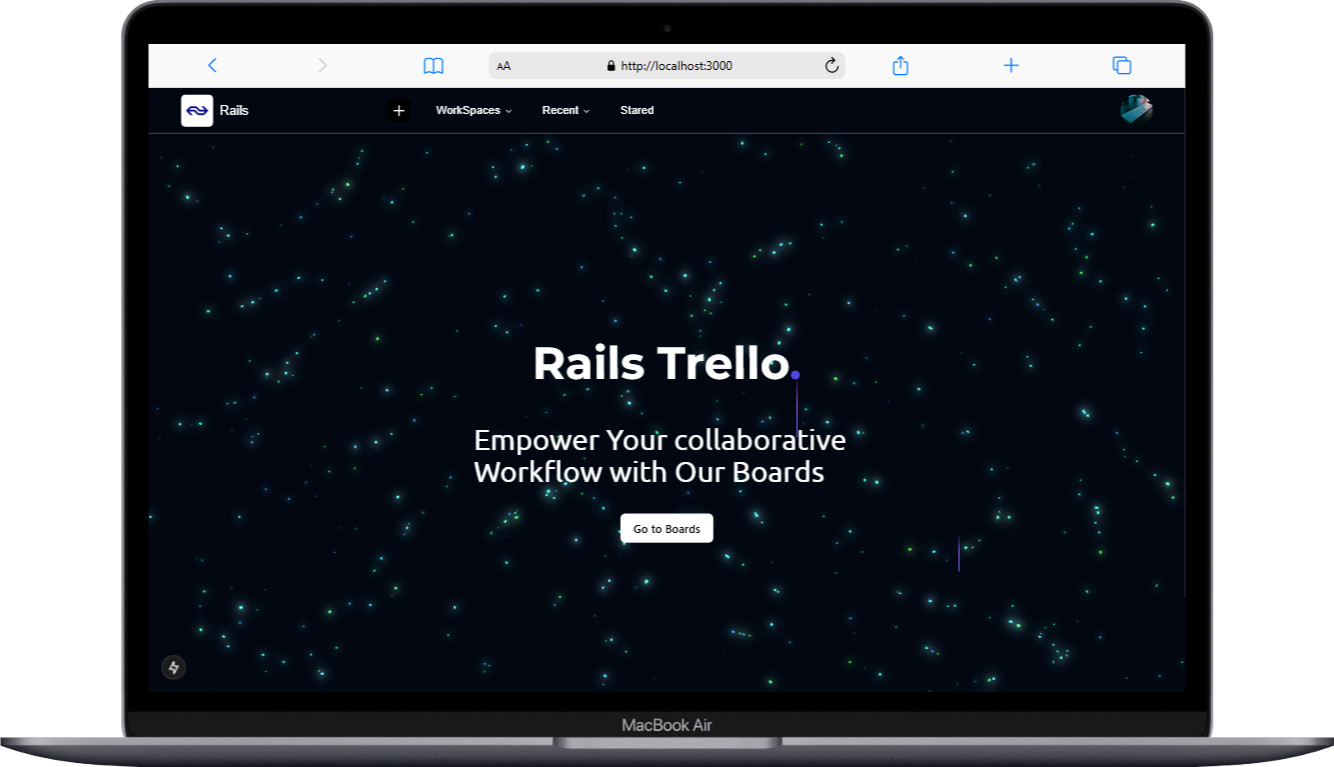 AA
http://localhost:3000
Rails
+ WorkSpaces Recent Stared
Rails Trello.
Empower Your collaborative
Workflow with Our Boards
Go to Boards
MacBook Air